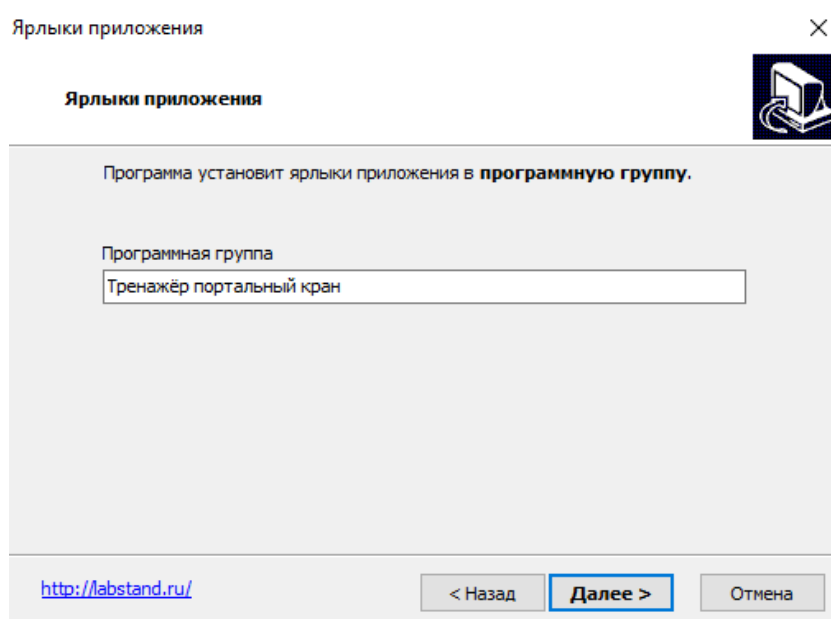 Ярлыки приложения
Ярлыки приложения
Программа установит ярлыки приложения в программную группу.
Программная группа
Тренажёр портальный кран
http://labstand.ru/
< Назад
Далее >
Отмена